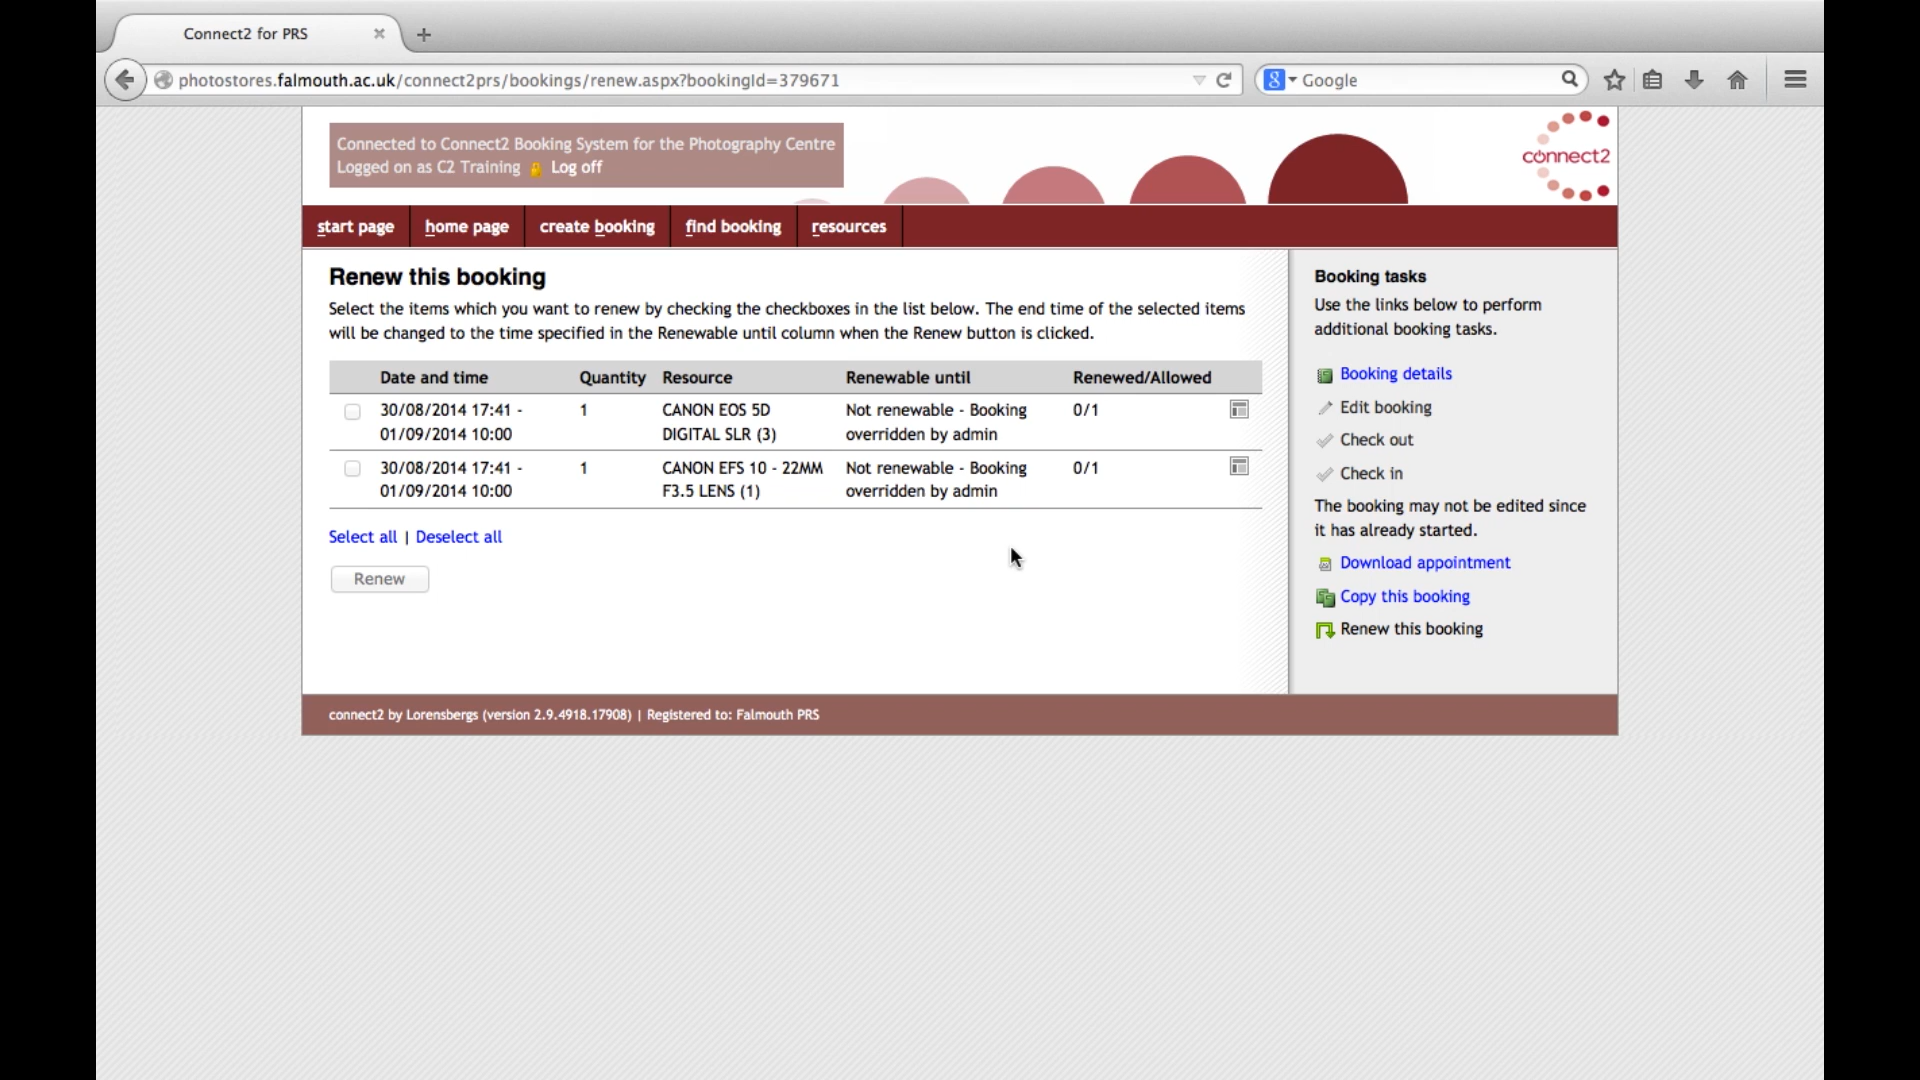 Connect2 for PRS
photostores.falmouth.ac.uk/connect2prs/bookings/renew.aspx?bookingId=379671
Google
Connected to Connect2 Booking System for the Photography Centre
Logged on as C2 Training Log off
connect2
start page
home page
create booking
find booking
resources
Renew this booking
Select the items which you want to renew by checking the checkboxes in the list below. The end time of the selected items
will be changed to the time specified in the Renewable until column when the Renew button is clicked.
Date and time Quantity Resource Renewable until Renewed/Allowed
30/08/2014 17:41 - 1 CANON EOS 5D Not renewable - Booking 0/1
01/09/2014 10:00 DIGITAL SLR (3) overridden by admin
30/08/2014 17:41 - 1 CANON EFS 10 - 22MM Not renewable - Booking 0/1
01/09/2014 10:00 F3.5 LENS (1) overridden by admin
Select all | Deselect all
Renew
Booking tasks
Use the links below to perform
additional booking tasks.
Booking details
Edit booking
Check out
Check in
The booking may not be edited since
it has already started.
Download appointment
Copy this booking
Renew this booking
connect2 by Lorensbergs (version 2.9.4918.17908) | Registered to: Falmouth PRS